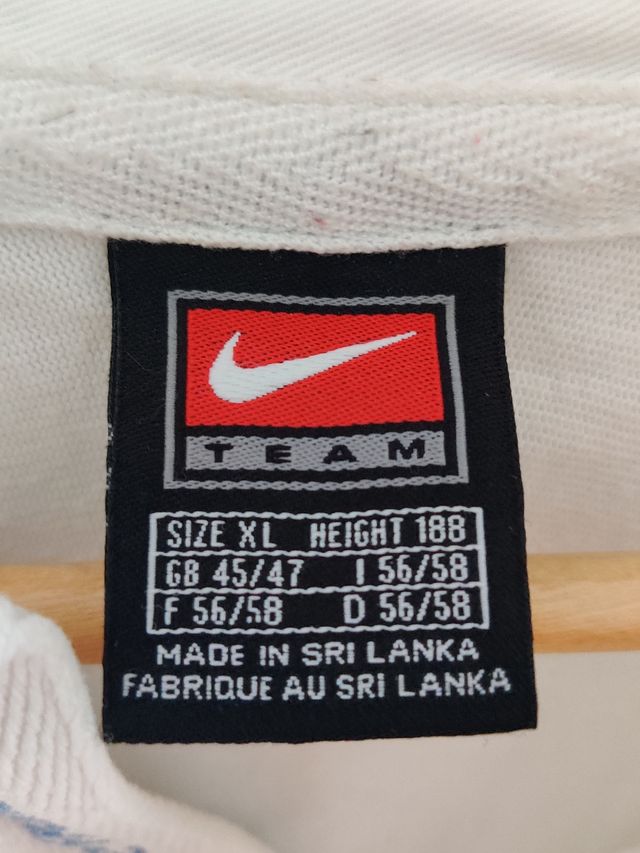 TEAM
SIZE XL HEIGHT 188
GB 45/47 I 56/58
F 56/58 D 56/58
MADE IN SRI LANKA
FABRIQUE AU SRI LANKA